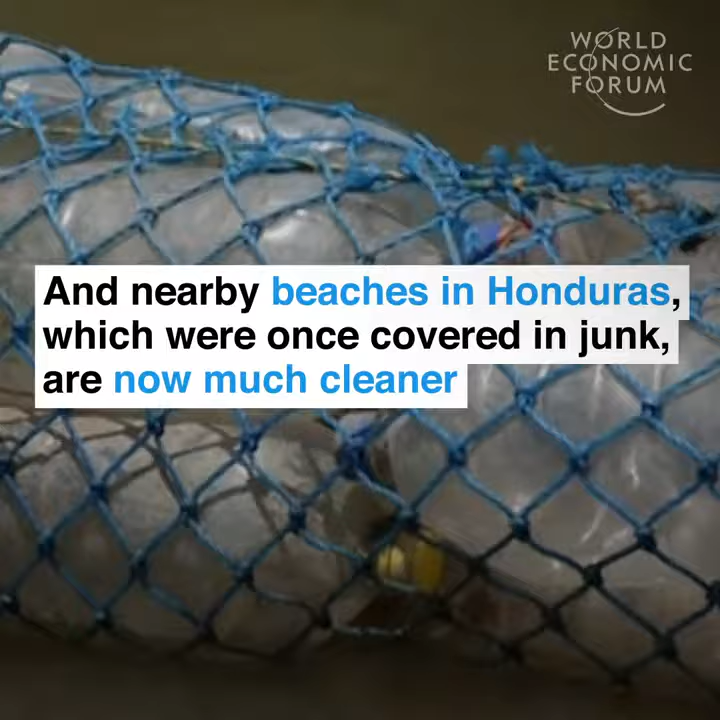 WORLD
ECONOMIC
FORUM
And nearby beaches in Honduras,
which were once covered in junk,
are now much cleaner